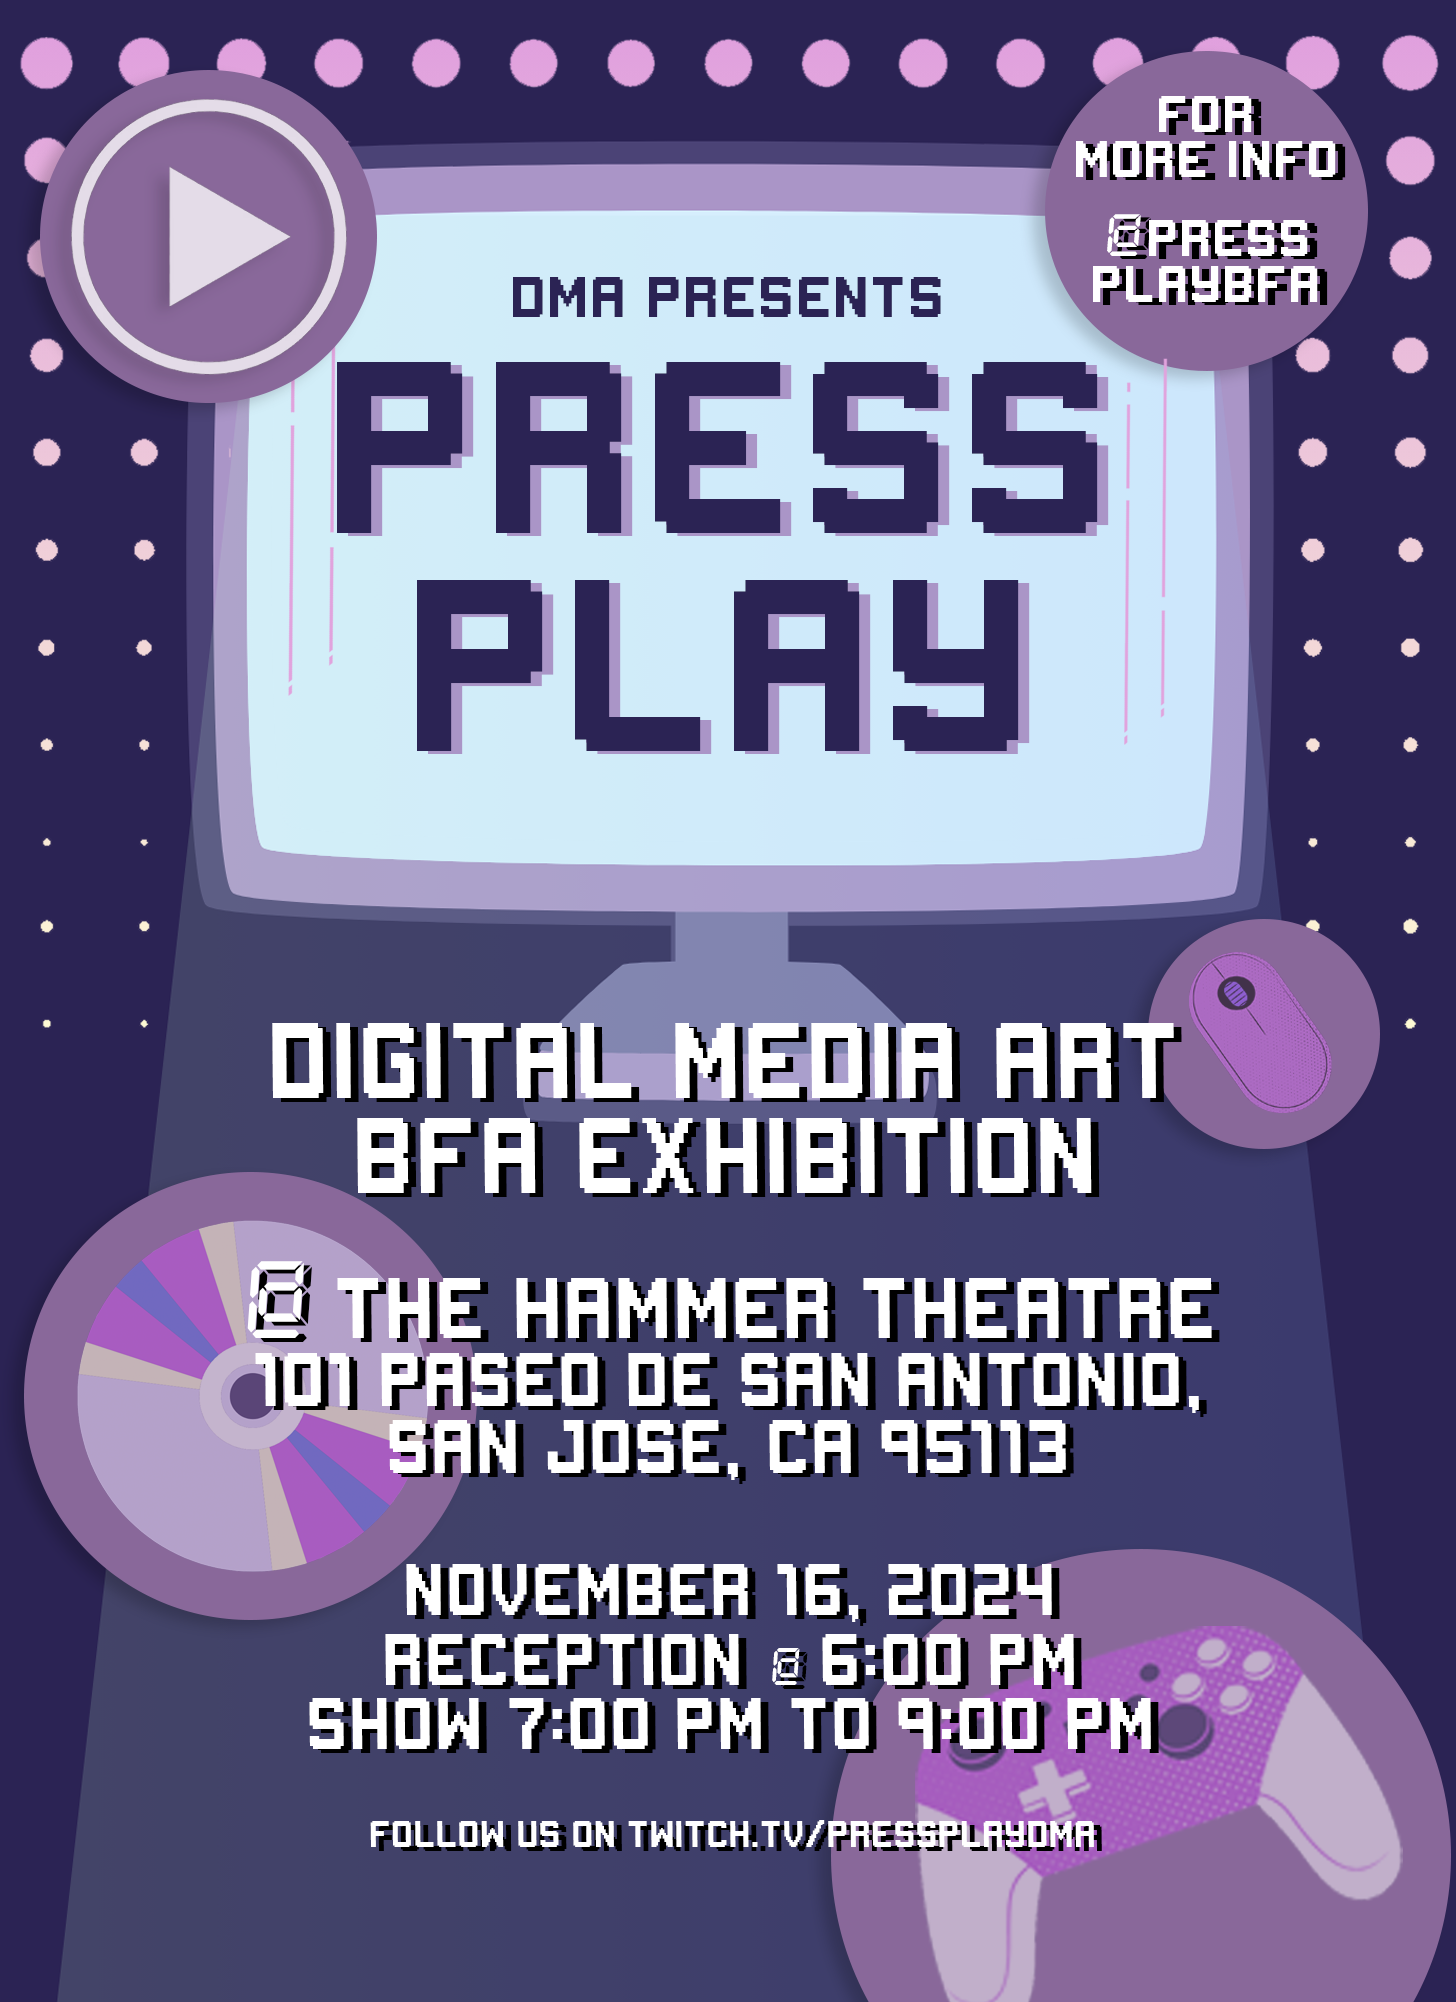 FOR
MORE INFO
@PRESS
PLAYBFA
DMA PRESENTS
PRESS
PLAY
DIGITAL MEDIA ART
BFA EXHIBITION
@ THE HAMMER THEATRE
101 PASEO DE SAN ANTONIO,
SAN JOSE, CA 95113
NOVEMBER 16, 2024
RECEPTION @ 6:00 PM
SHOW 7:00 PM TO 9:00 PM
FOLLOW US ON TWITCH.TV/PRESSPLAYDMA